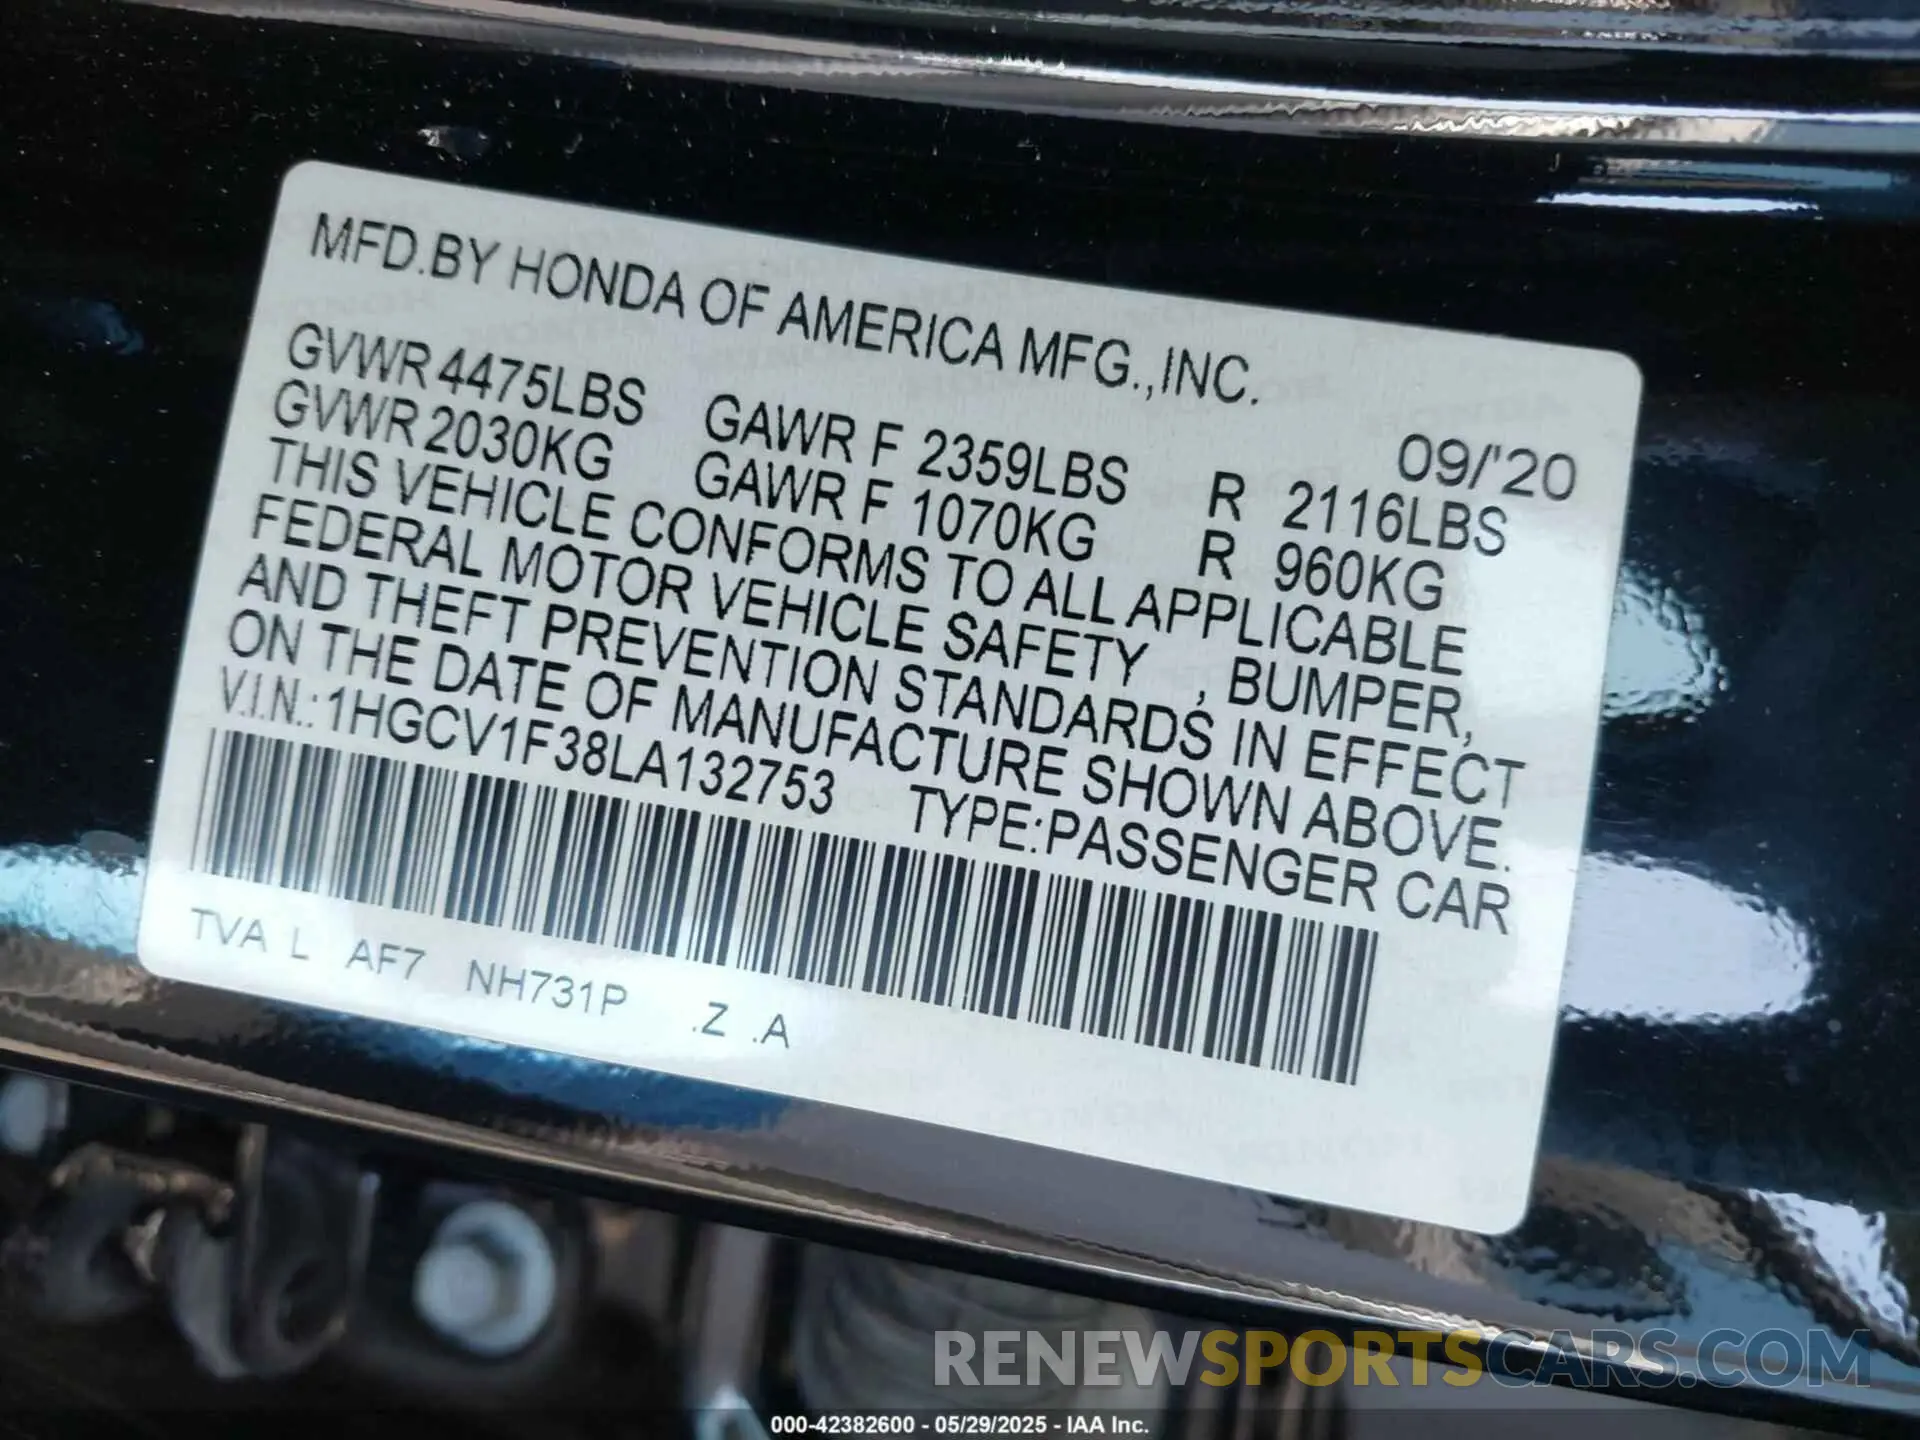 MFD.BY HONDA OF AMERICA MFG.,INC.
09/'20
GVWR 4475LBS GAWR F 2359LBS R 2116LBS
GVWR 2030KG GAWR F 1070KG R 960KG
THIS VEHICLE CONFORMS TO ALL APPLICABLE
FEDERAL MOTOR VEHICLE SAFETY , BUMPER,
AND THEFT PREVENTION STANDARDS IN EFFECT
ON THE DATE OF MANUFACTURE SHOWN ABOVE.
V.I.N.: 1HGCV1F38LA132753 TYPE:PASSENGER CAR
TVA L AF7 NH731P .Z .A
RENEWSPORTSCARS.COM
000-42382600 - 05/29/2025 - IAA Inc.